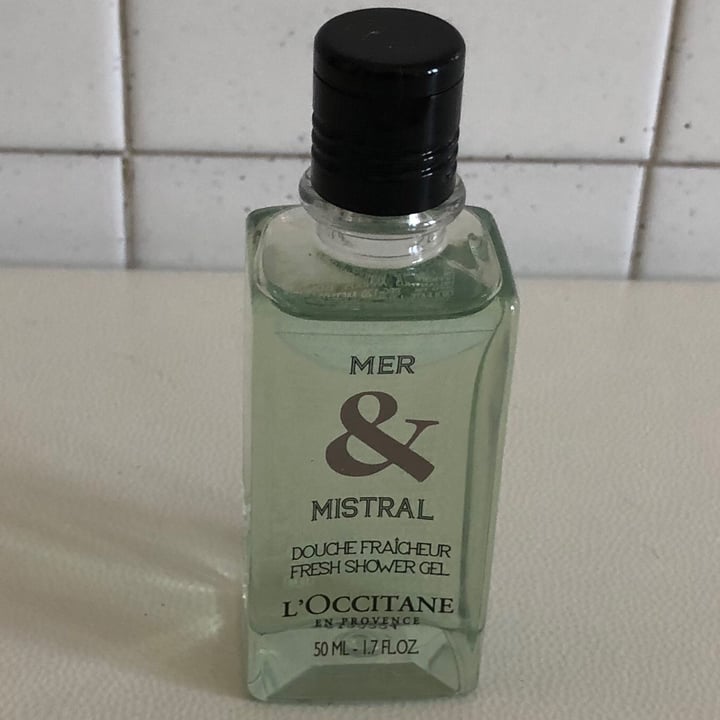 MER
&
MISTRAL
DOUCHE FRAÎCHEUR
FRESH SHOWER GEL
L'OCCITANE
EN PROVENCE
50 ML - 1.7 FL.OZ.